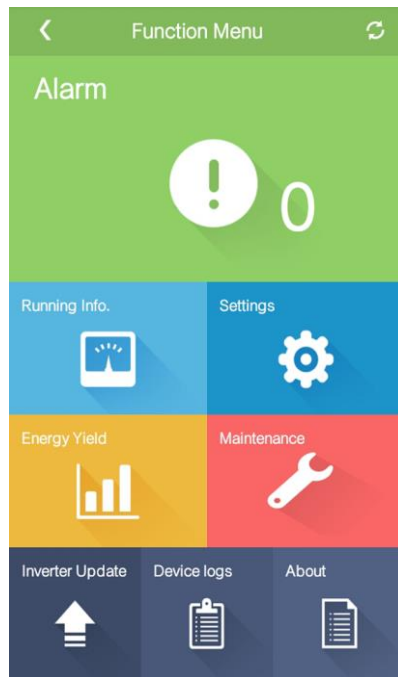 Function Menu
Alarm
0
Running Info.
Settings
Energy Yield
Maintenance
Inverter Update
Device logs
About